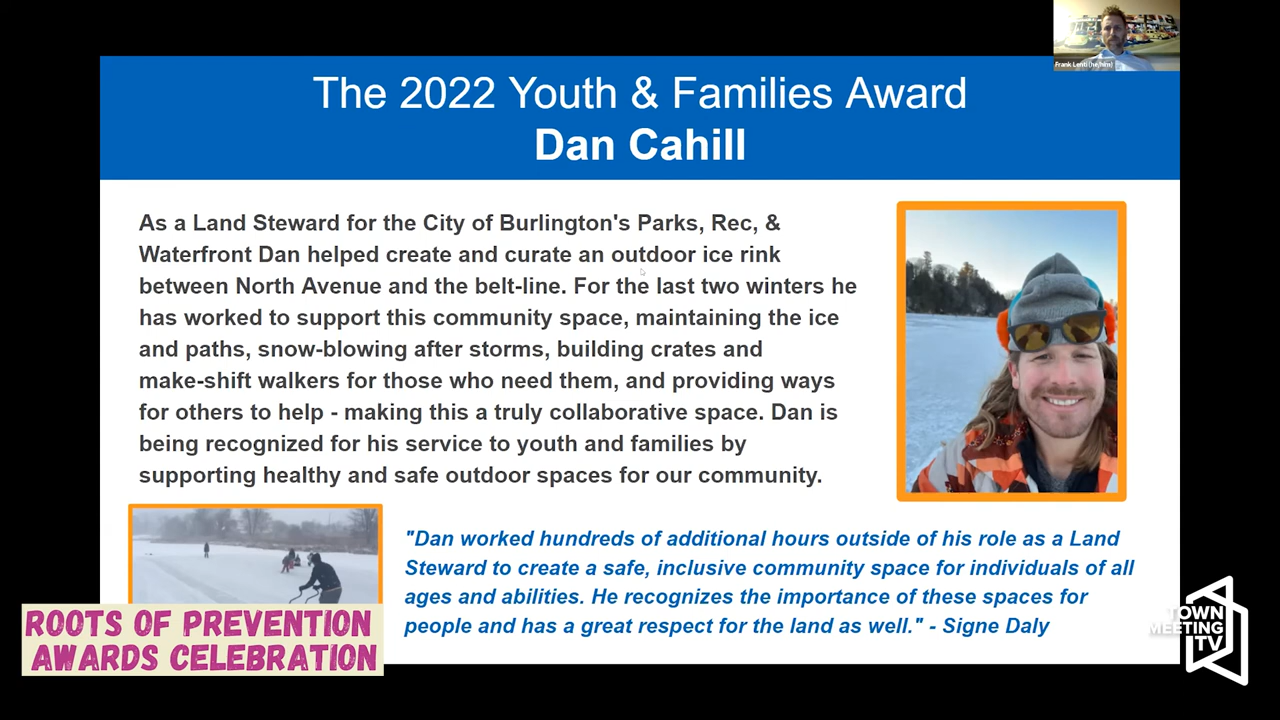 Frank Lenti (he/him)
The 2022 Youth & Families Award
Dan Cahill
As a Land Steward for the City of Burlington's Parks, Rec, &
Waterfront Dan helped create and curate an outdoor ice rink
between North Avenue and the belt-line. For the last two winters he
has worked to support this community space, maintaining the ice
and paths, snow-blowing after storms, building crates and
make-shift walkers for those who need them, and providing ways
for others to help - making this a truly collaborative space. Dan is
being recognized for his service to youth and families by
supporting healthy and safe outdoor spaces for our community.
"Dan worked hundreds of additional hours outside of his role as a Land
Steward to create a safe, inclusive community space for individuals of all
ages and abilities. He recognizes the importance of these spaces for
people and has a great respect for the land as well." - Signe Daly
ROOTS OF PREVENTION
AWARDS CELEBRATION
TOWN
MEETING
TV